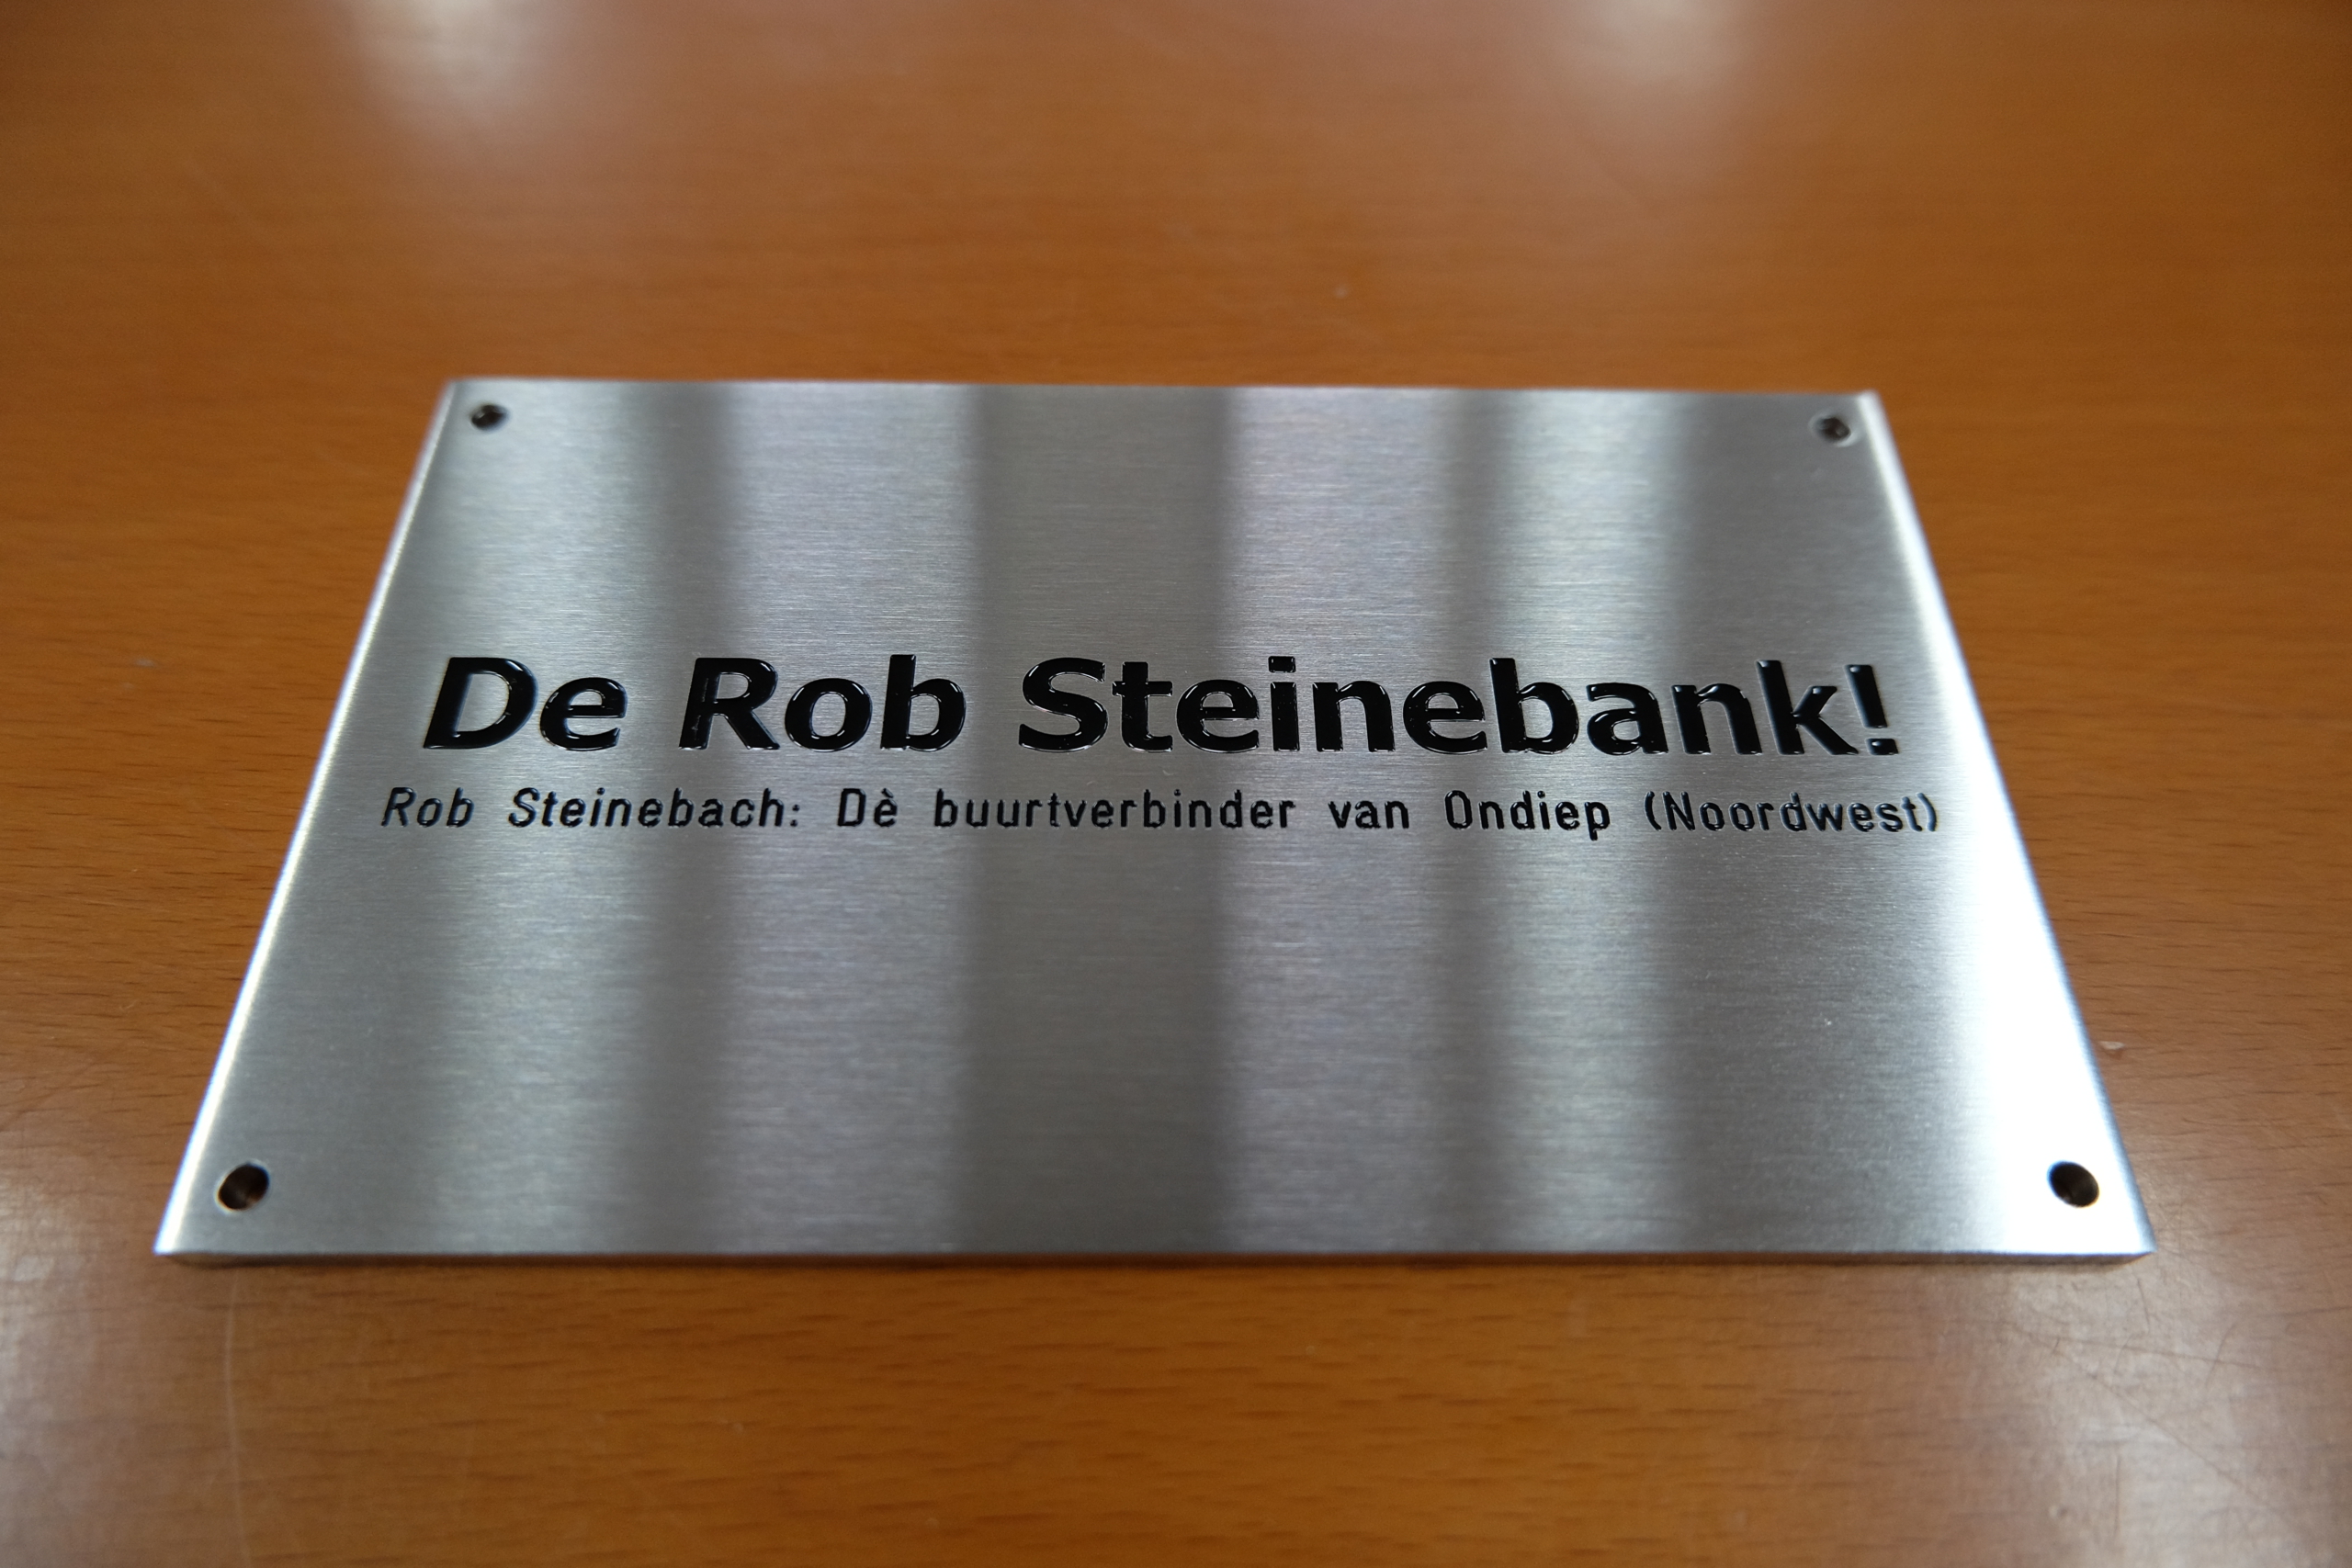 De Rob Steinebank!
Rob Steinebach: Dè buurtverbinder van Ondiep (Noordwest)